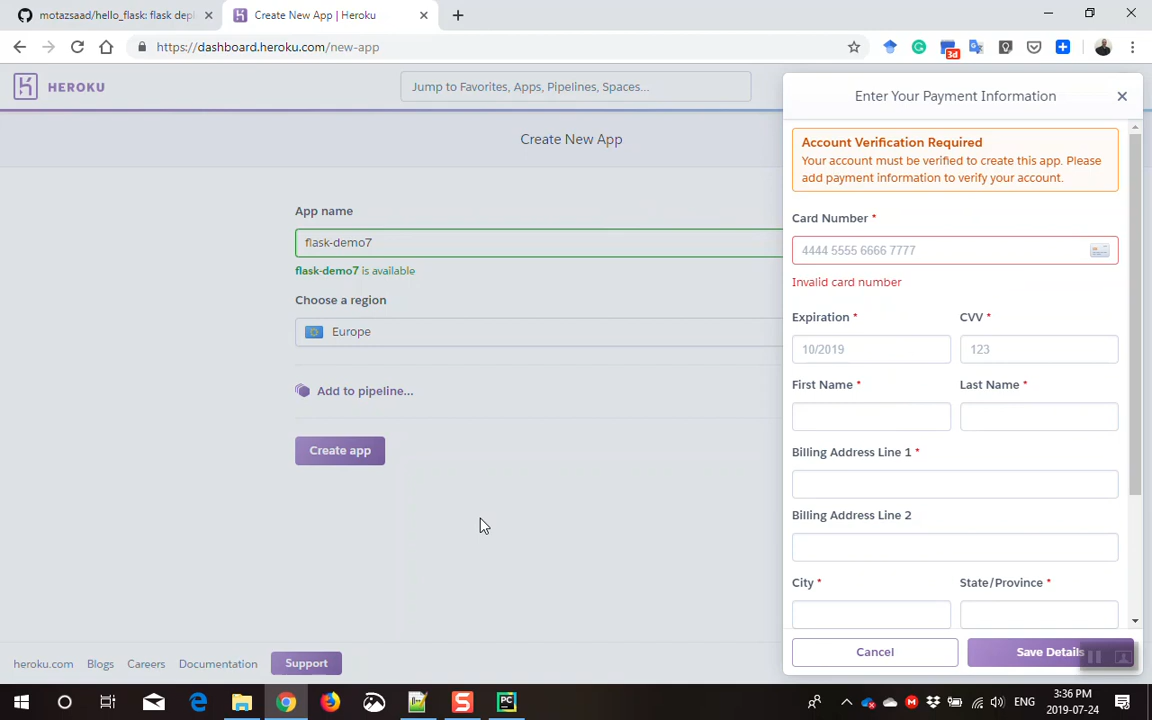 motazsaad/hello_flask: flask depl
Create New App | Heroku
https://dashboard.heroku.com/new-app
3d
HEROKU
Jump to Favorites, Apps, Pipelines, Spaces...
Create New App
App name
flask-demo7
flask-demo7 is available
Choose a region
Europe
Add to pipeline...
Create app
Enter Your Payment Information
Account Verification Required
Your account must be verified to create this app. Please
add payment information to verify your account.
Card Number *
4444 5555 6666 7777
Invalid card number
Expiration * CVV *
10/2019 123
First Name * Last Name *
Billing Address Line 1 *
Billing Address Line 2
City * State/Province *
Cancel Save Details
heroku.com Blogs Careers Documentation Support
ENG
3:36 PM
2019-07-24